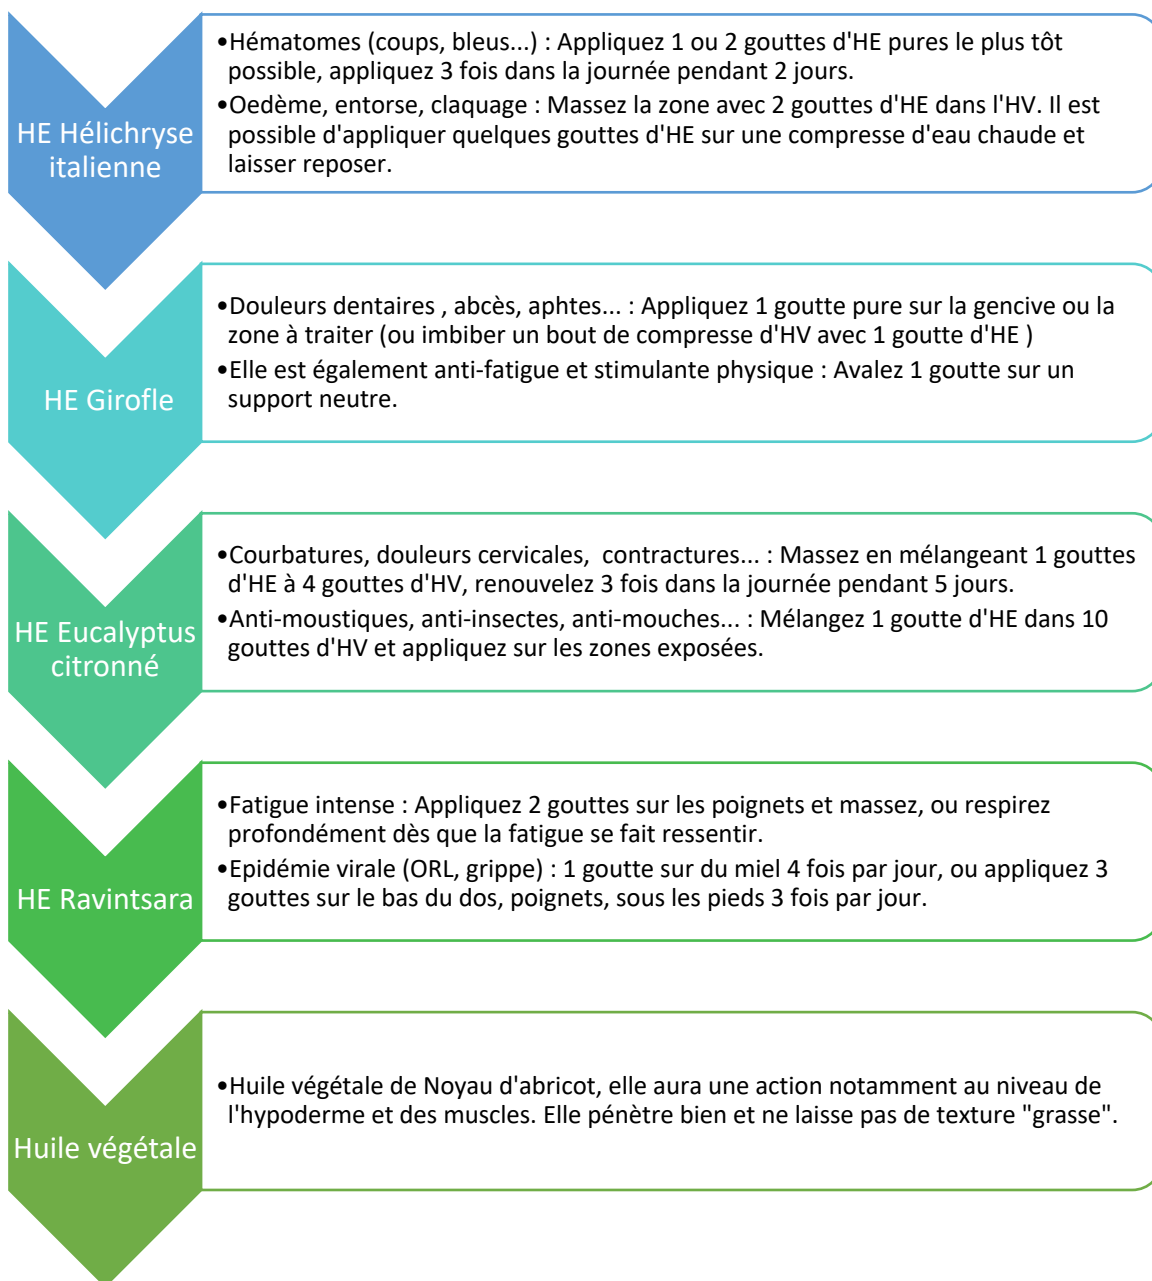 HE Hélichryse
italienne
•Hématomes (coups, bleus...) : Appliquez 1 ou 2 gouttes d'HE pures le plus tôt
possible, appliquez 3 fois dans la journée pendant 2 jours.
•Oedème, entorse, claquage : Massez la zone avec 2 gouttes d'HE dans l'HV. Il est
possible d'appliquer quelques gouttes d'HE sur une compresse d'eau chaude et
laisser reposer.
HE Girofle
•Douleurs dentaires , abcès, aphtes... : Appliquez 1 goutte pure sur la gencive ou la
zone à traiter (ou imbiber un bout de compresse d'HV avec 1 goutte d'HE )
•Elle est également anti-fatigue et stimulante physique : Avalez 1 goutte sur un
support neutre.
HE Eucalyptus
citronné
•Courbatures, douleurs cervicales,  contractures... : Massez en mélangeant 1 gouttes
d'HE à 4 gouttes d'HV, renouvelez 3 fois dans la journée pendant 5 jours.
•Anti-moustiques, anti-insectes, anti-mouches... : Mélangez 1 goutte d'HE dans 10
gouttes d'HV et appliquez sur les zones exposées.
HE Ravintsara
•Fatigue intense : Appliquez 2 gouttes sur les poignets et massez, ou respirez
profondément dès que la fatigue se fait ressentir.
•Epidémie virale (ORL, grippe) : 1 goutte sur du miel 4 fois par jour, ou appliquez 3
gouttes sur le bas du dos, poignets, sous les pieds 3 fois par jour.
Huile végétale
•Huile végétale de Noyau d'abricot, elle aura une action notamment au niveau de
l'hypoderme et des muscles. Elle pénètre bien et ne laisse pas de texture "grasse".